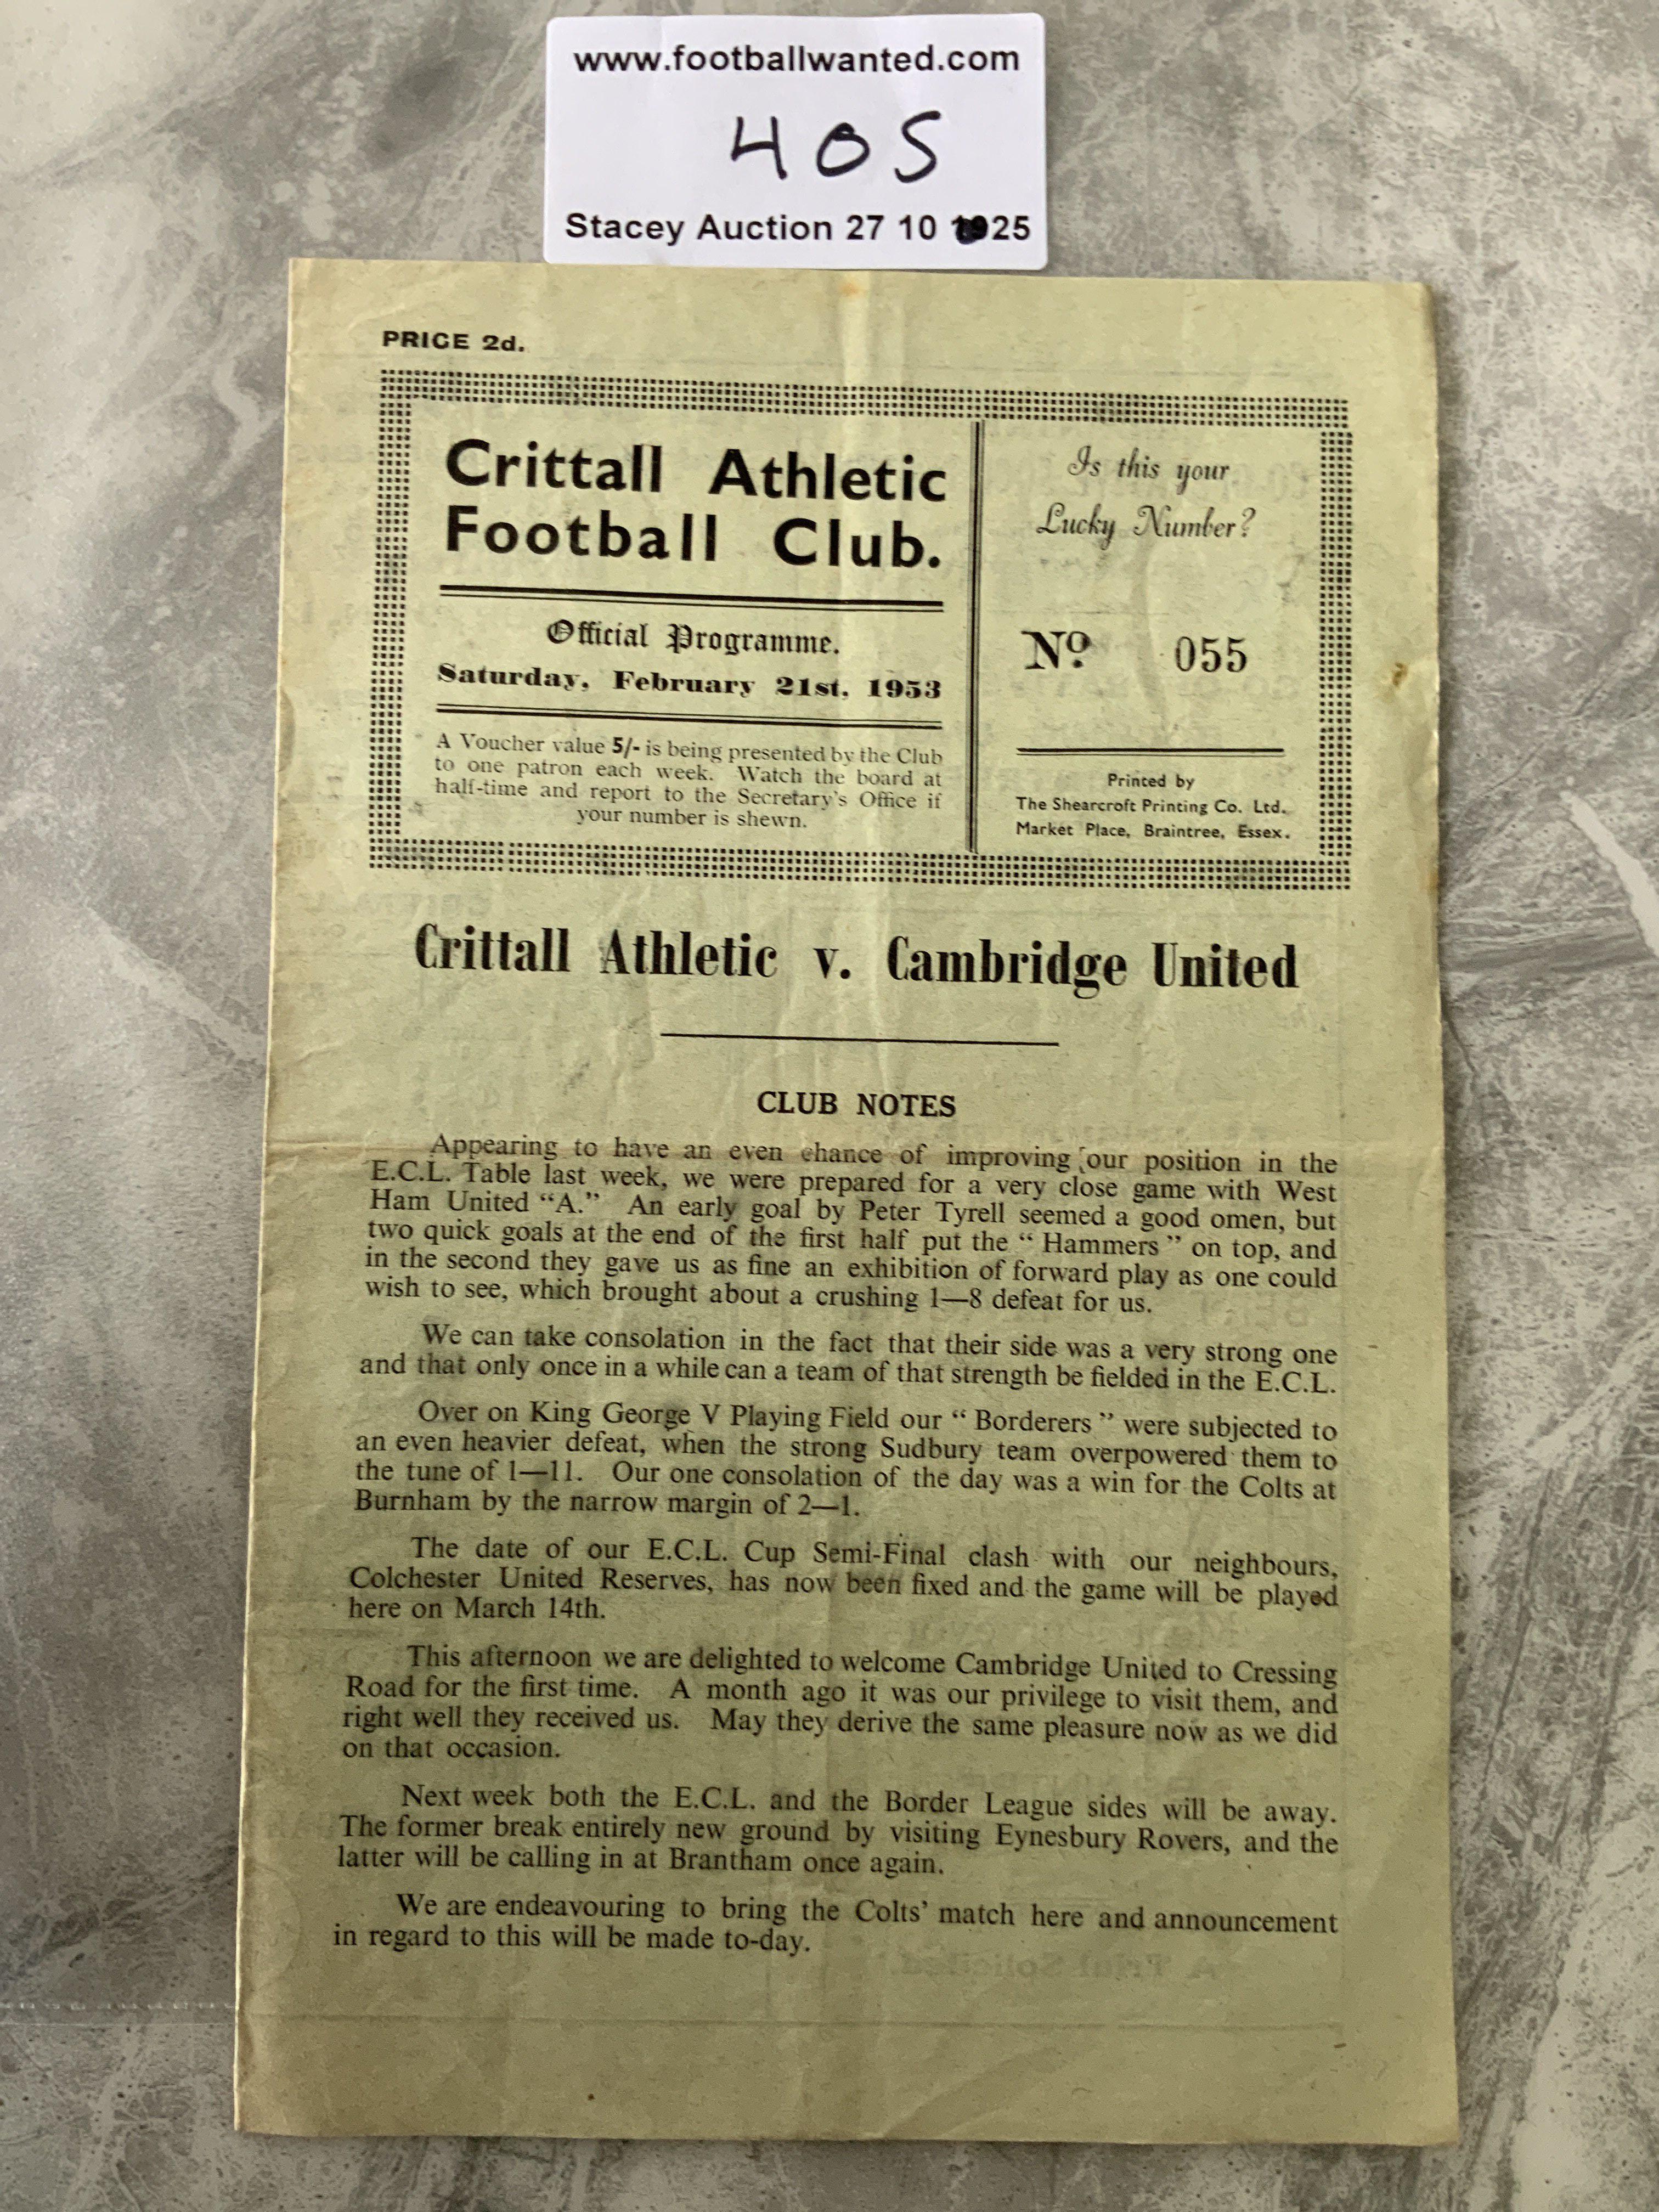 www.footballwanted.com
405
Stacey Auction 27 10 25
PRICE 2d.
Crittall Athletic
Football Club.
Official Programme.
Saturday, February 21st, 1953
A Voucher value 5/- is being presented by the Club
to one patron each week. Watch the board at
half-time and report to the Secretary's Office if
your number is shewn.
Is this your
Lucky Number?
Nº 055
Printed by
The Shearcroft Printing Co. Ltd.
Market Place, Braintree, Essex.
Crittall Athletic v. Cambridge United
CLUB NOTES
Appearing to have an even chance of improving our position in the
E.C.L. Table last week, we were prepared for a very close game with West
Ham United "A." An early goal by Peter Tyrell seemed a good omen, but
two quick goals at the end of the first half put the " Hammers " on top, and
in the second they gave us as fine an exhibition of forward play as one could
wish to see, which brought about a crushing 1—8 defeat for us.
We can take consolation in the fact that their side was a very strong one
and that only once in a while can a team of that strength be fielded in the E.C.L.
Over on King George V Playing Field our " Borderers " were subjected to
an even heavier defeat, when the strong Sudbury team overpowered them to
the tune of 1—11. Our one consolation of the day was a win for the Colts at
Burnham by the narrow margin of 2—1.
The date of our E.C.L. Cup Semi-Final clash with our neighbours,
Colchester United Reserves, has now been fixed and the game will be played
here on March 14th.
This afternoon we are delighted to welcome Cambridge United to Cressing
Road for the first time. A month ago it was our privilege to visit them, and
right well they received us. May they derive the same pleasure now as we did
on that occasion.
Next week both the E.C.L. and the Border League sides will be away.
The former break entirely new ground by visiting Eynesbury Rovers, and the
latter will be calling in at Brantham once again.
We are endeavouring to bring the Colts' match here and announcement
in regard to this will be made to-day.